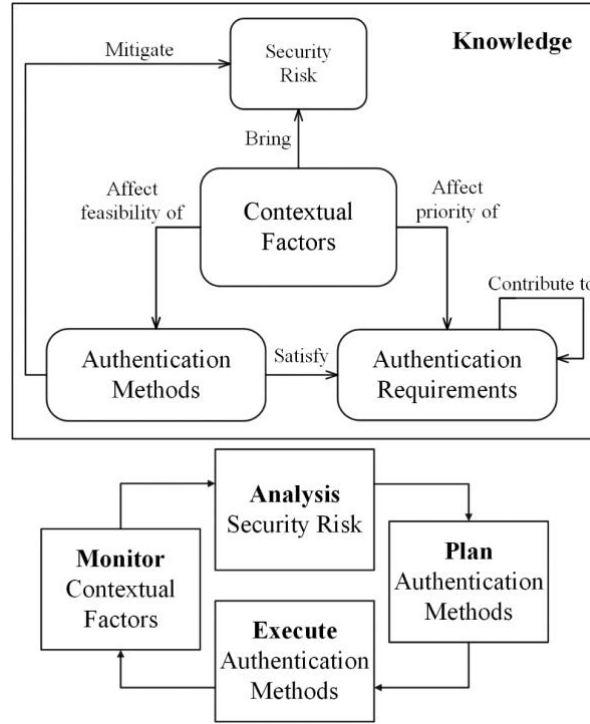 Knowledge
Mitigate
Security
Risk
Bring
Affect
feasibility of
Contextual
Factors
Affect
priority of
Contribute to
Authentication
Methods
Satisfy
Authentication
Requirements
Analysis
Security Risk
Monitor
Contextual
Factors
Plan
Authentication
Methods
Execute
Authentication
Methods